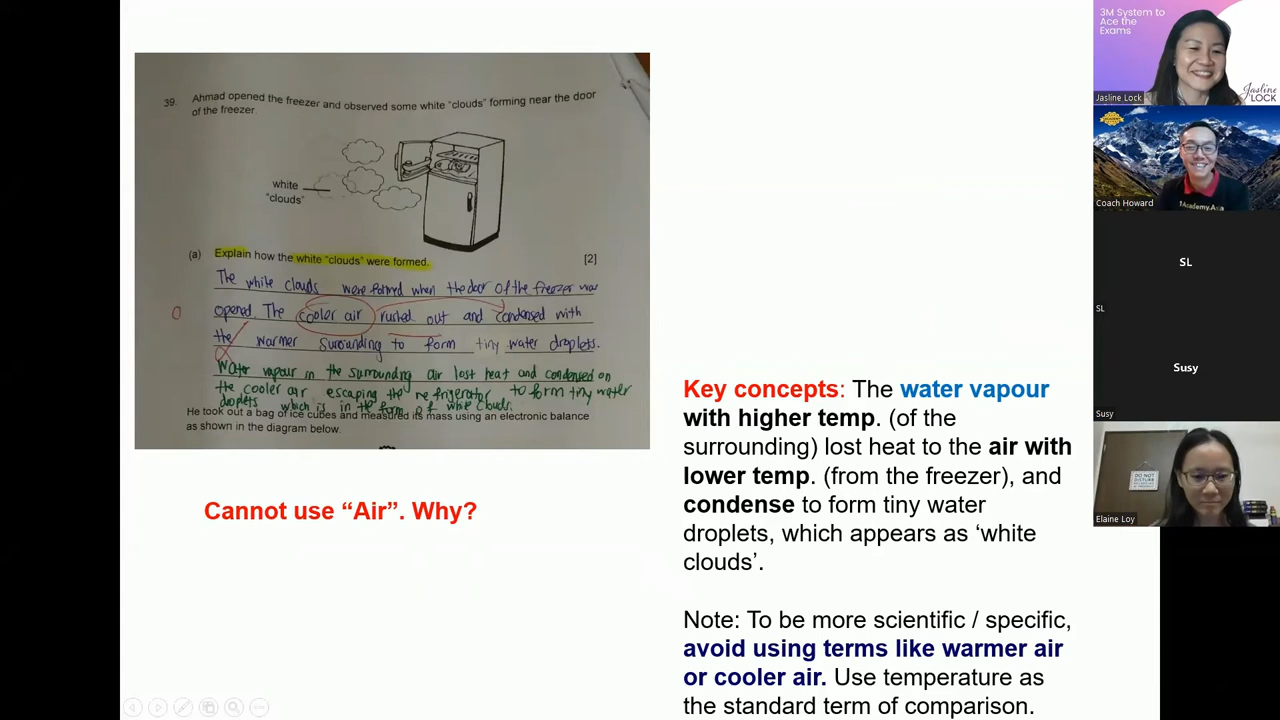 39. Ahmad opened the freezer and observed some white "clouds" forming near the door
of the freezer.
white
"clouds"
(a) Explain how the white "clouds" were formed. [2]
The white clouds were formed when the door of the freezer was
opened. The cooler air rushed out and condensed with
0
the warmer surounding to form tiny water droplets.
Water vapour in the surrounding air lost heat and condensed on
the cooler air escaping the refrigerator to form tiny water
droplets which is in the form of white clouds.
He took out a bag of ice cubes and measured its mass using an electronic balance
as shown in the diagram below.
Cannot use “Air”. Why?
Key concepts: The water vapour
with higher temp. (of the
surrounding) lost heat to the air with
lower temp. (from the freezer), and
condense to form tiny water
droplets, which appears as ‘white
clouds’.
Note: To be more scientific / specific,
avoid using terms like warmer air
or cooler air. Use temperature as
the standard term of comparison.
3M System to
Ace the
Exams
Jasline
LOCK
Jasline Lock
1Academy.Asia
Coach Howard
SL
SL
Susy
Susy
DO NOT
DISTURB
Elaine Loy